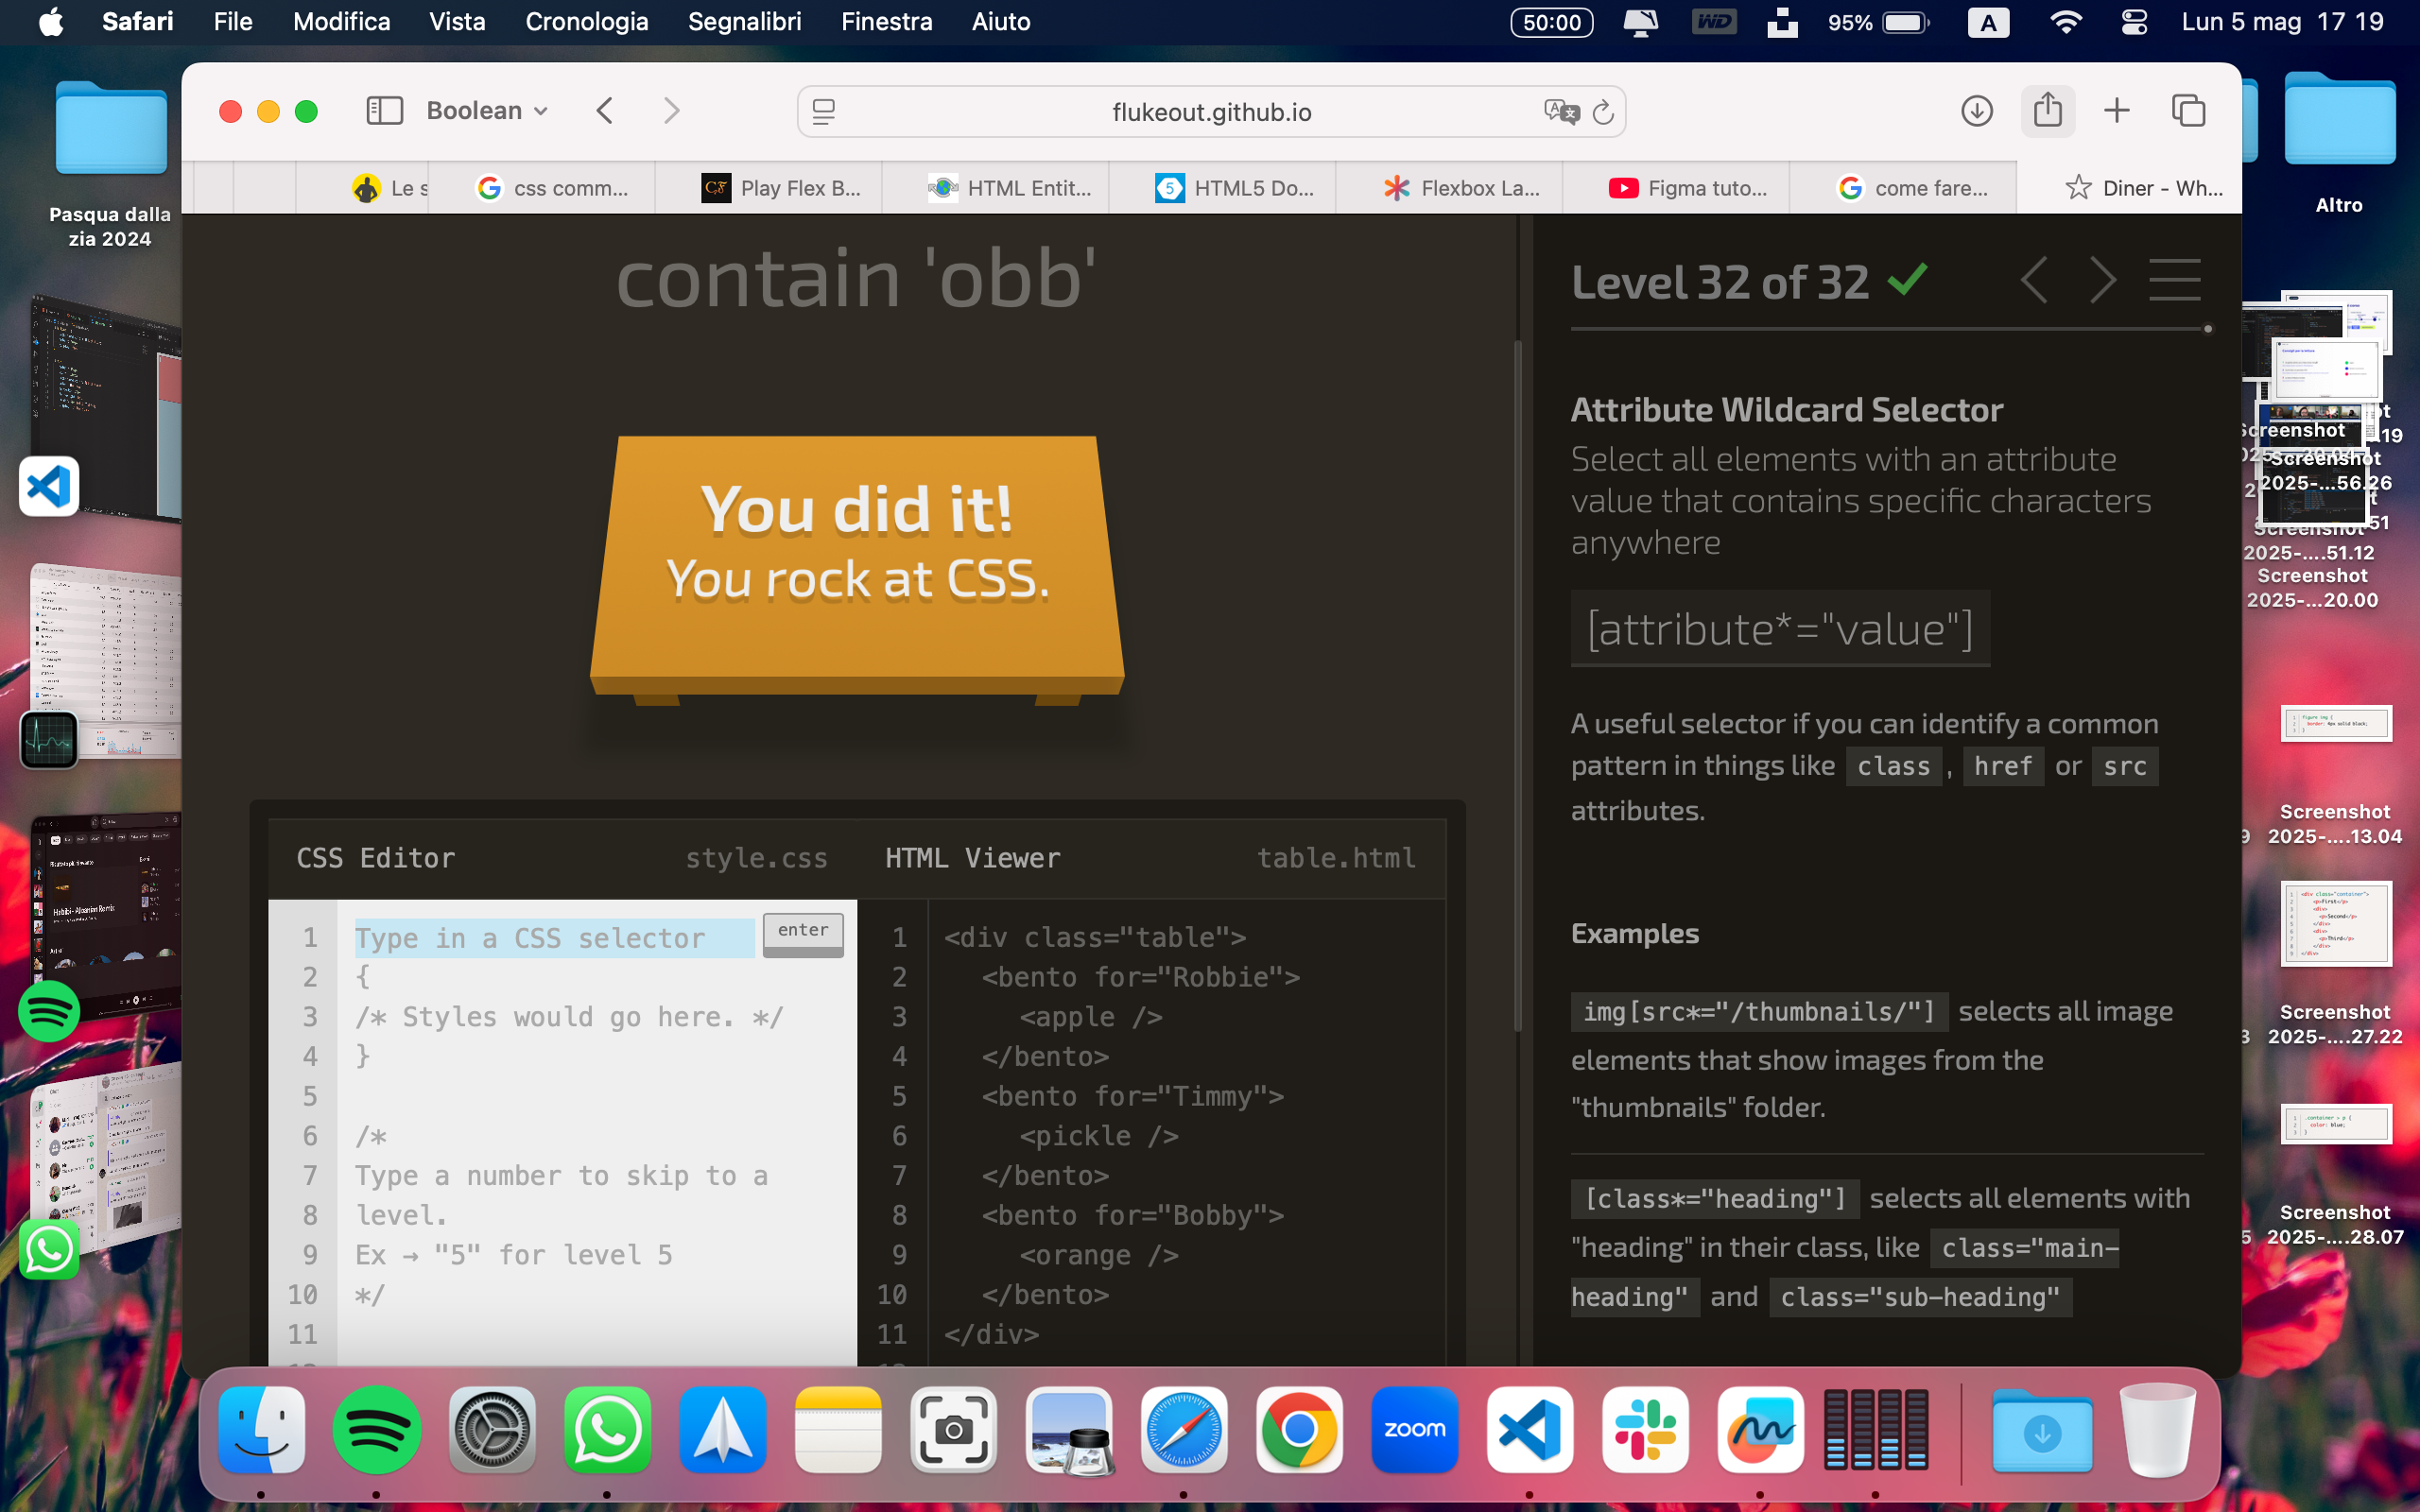 Safari File Modifica Vista Cronologia Segnalibri Finestra Aiuto 50:00 WD 95% A Lun 5 mag 17 19
Boolean
flukeout.github.io
Le s
css comm...
Play Flex B...
HTML Entit...
HTML5 Do...
Flexbox La...
Figma tuto...
come fare...
Diner - Wh...
Pasqua dalla
zia 2024
Altro
contain 'obb'
You did it!
You rock at CSS.
CSS Editor style.css
HTML Viewer table.html
1 Type in a CSS selector enter
2 {
3 /* Styles would go here. */
4 }
5
6 /*
7 Type a number to skip to a
8 level.
9 Ex → "5" for level 5
10 */
11
1 <div class="table">
2 <bento for="Robbie">
3 <apple />
4 </bento>
5 <bento for="Timmy">
6 <pickle />
7 </bento>
8 <bento for="Bobby">
9 <orange />
10 </bento>
11 </div>
Level 32 of 32
Attribute Wildcard Selector
Select all elements with an attribute
value that contains specific characters
anywhere
[attribute*="value"]
A useful selector if you can identify a common
pattern in things like class , href or src
attributes.
Examples
img[src*="/thumbnails/"] selects all image
elements that show images from the
"thumbnails" folder.
[class*="heading"] selects all elements with
"heading" in their class, like class="main-
heading" and class="sub-heading"
Screenshot
Screenshot
2025-...56.26
2025-....51.12
Screenshot
2025-...20.00
Screenshot
2025-....13.04
Screenshot
2025-....27.22
Screenshot
2025-....28.07
zoom